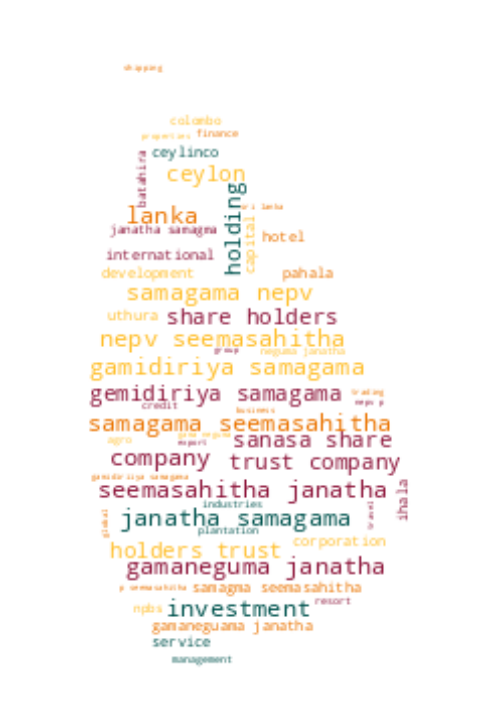 shipping
colombo
properties finance
ceylinco
batahira
ceylon
holding
lanka
sri lanka
janatha samagma
capital
hotel
international
development
pahala
samagama nepv
uthura
share holders
nepv seemasahitha
group
neguma janatha
gamidiriya samagama
gemidiriya samagama
trading
nepv p
credit
business
samagama seemasahitha
agro
gama neguma
export
sanasa share
company
trust company
gamidiriya samagama
seemasahitha janatha
ihala
industries
global
janatha samagama
travel
plantation
corporation
holders trust
gamaneguma janatha
p seemasahitha
samagma seemasahitha
npbs
investment
resort
gamaneguama janatha
service
management